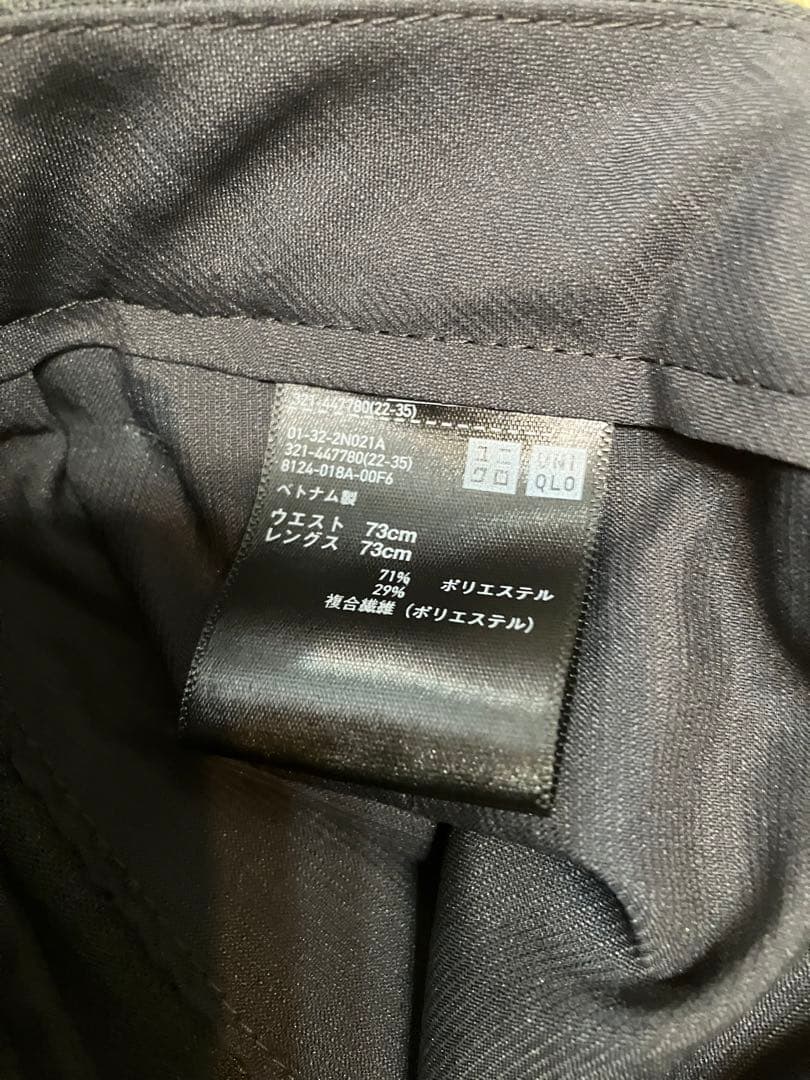 321-447780(22-35)
01-32-2N021A
321-447780(22-35)
8124-018A-00F6
ユニクロ
UNIQLO
ベトナム製
ウエスト 73cm
レングス 73cm
71% ポリエステル
29%
複合繊維 (ポリエステル)